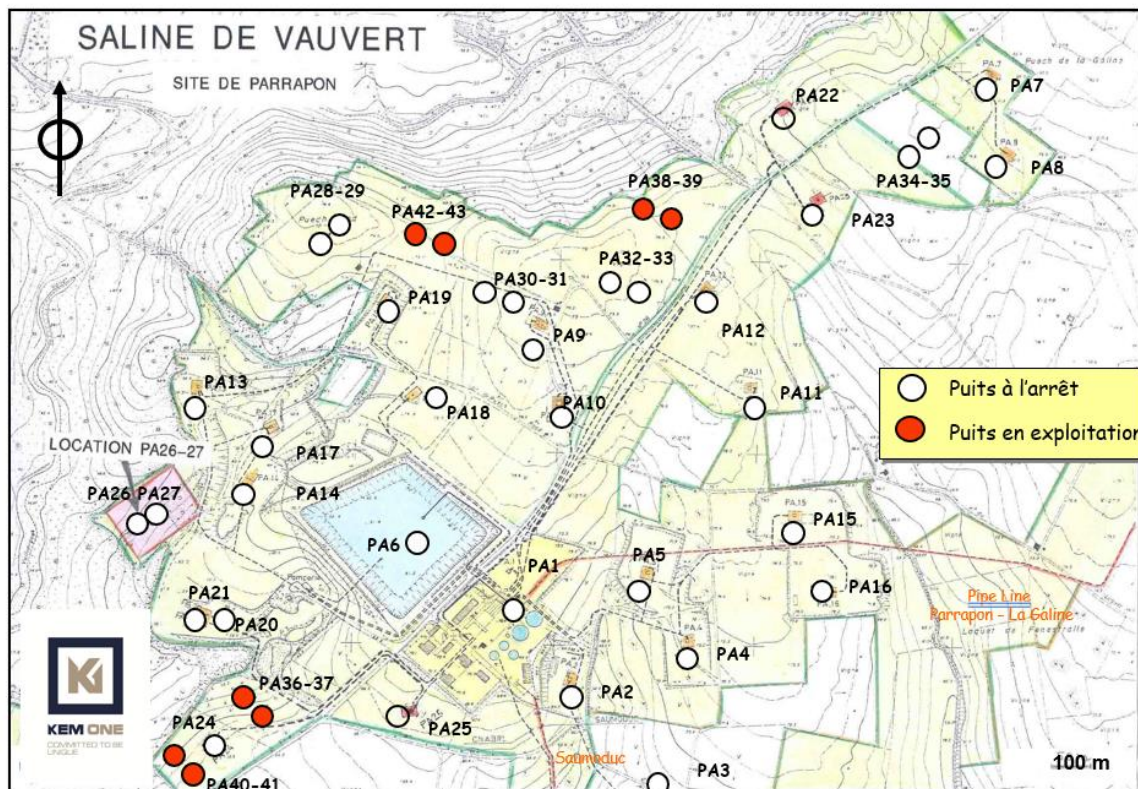 SALINE DE VAUVERT
SITE DE PARRAPON
PA22
PA7
PA34-35
PA8
PA28-29
PA42-43
PA38-39
PA23
PA30-31
PA32-33
PA19
PA9
PA12
PA13
PA18
PA10
PA11
Puits à l'arrêt
Puits en exploitation
LOCATION PA26-27
PA17
PA26
PA27
PA14
PA6
PA15
PA1
PA5
PA16
Pipe Line
Parrapon - La Galine
PA21
PA20
PA4
PA36-37
PA2
PA24
PA25
KEM ONE
COMMITTED TO BE
UNIQUE
Saumoduc
PA3
PA40-41
100 m